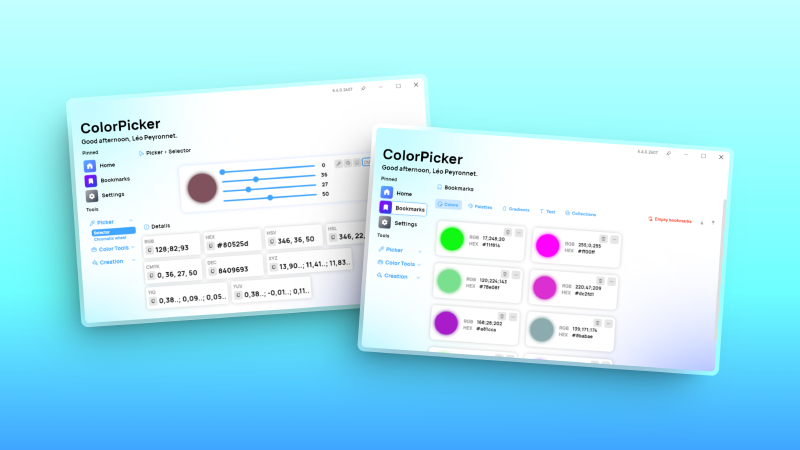 6.6.0.2407
ColorPicker
Good afternoon, Léo Peyronnet.
Pinned
Home
Bookmarks
Settings
Tools
Picker
Selector
Chromatic wheel
Color Tools
Creation
Picker > Selector
0
36
27
50
Details
RGB
128;82;93
HEX
#80525D
HSV
346, 36, 50
HSL
346, 22,
CMYK
0, 36, 27, 50
DEC
8409693
XYZ
13,90..; 11,41..; 11,83..
YIQ
0,38..; 0,09..; 0,05..
YUV
0,38..; -0,01..; 0,11..
6.6.0.2407
ColorPicker
Good afternoon, Léo Peyronnet.
Pinned
Home
Bookmarks
Settings
Tools
Picker
Color Tools
Creation
Bookmarks
Colors
Palettes
Gradients
Text
Collections
Empty bookmarks
RGB 17;248;20
HEX #11f814
RGB 255;0;255
HEX #ff00ff
RGB 120;224;143
HEX #78e08f
RGB 220;47;209
HEX #dc2fd1
RGB 168;28;202
HEX #a81cca
RGB 139;171;174
HEX #8babae